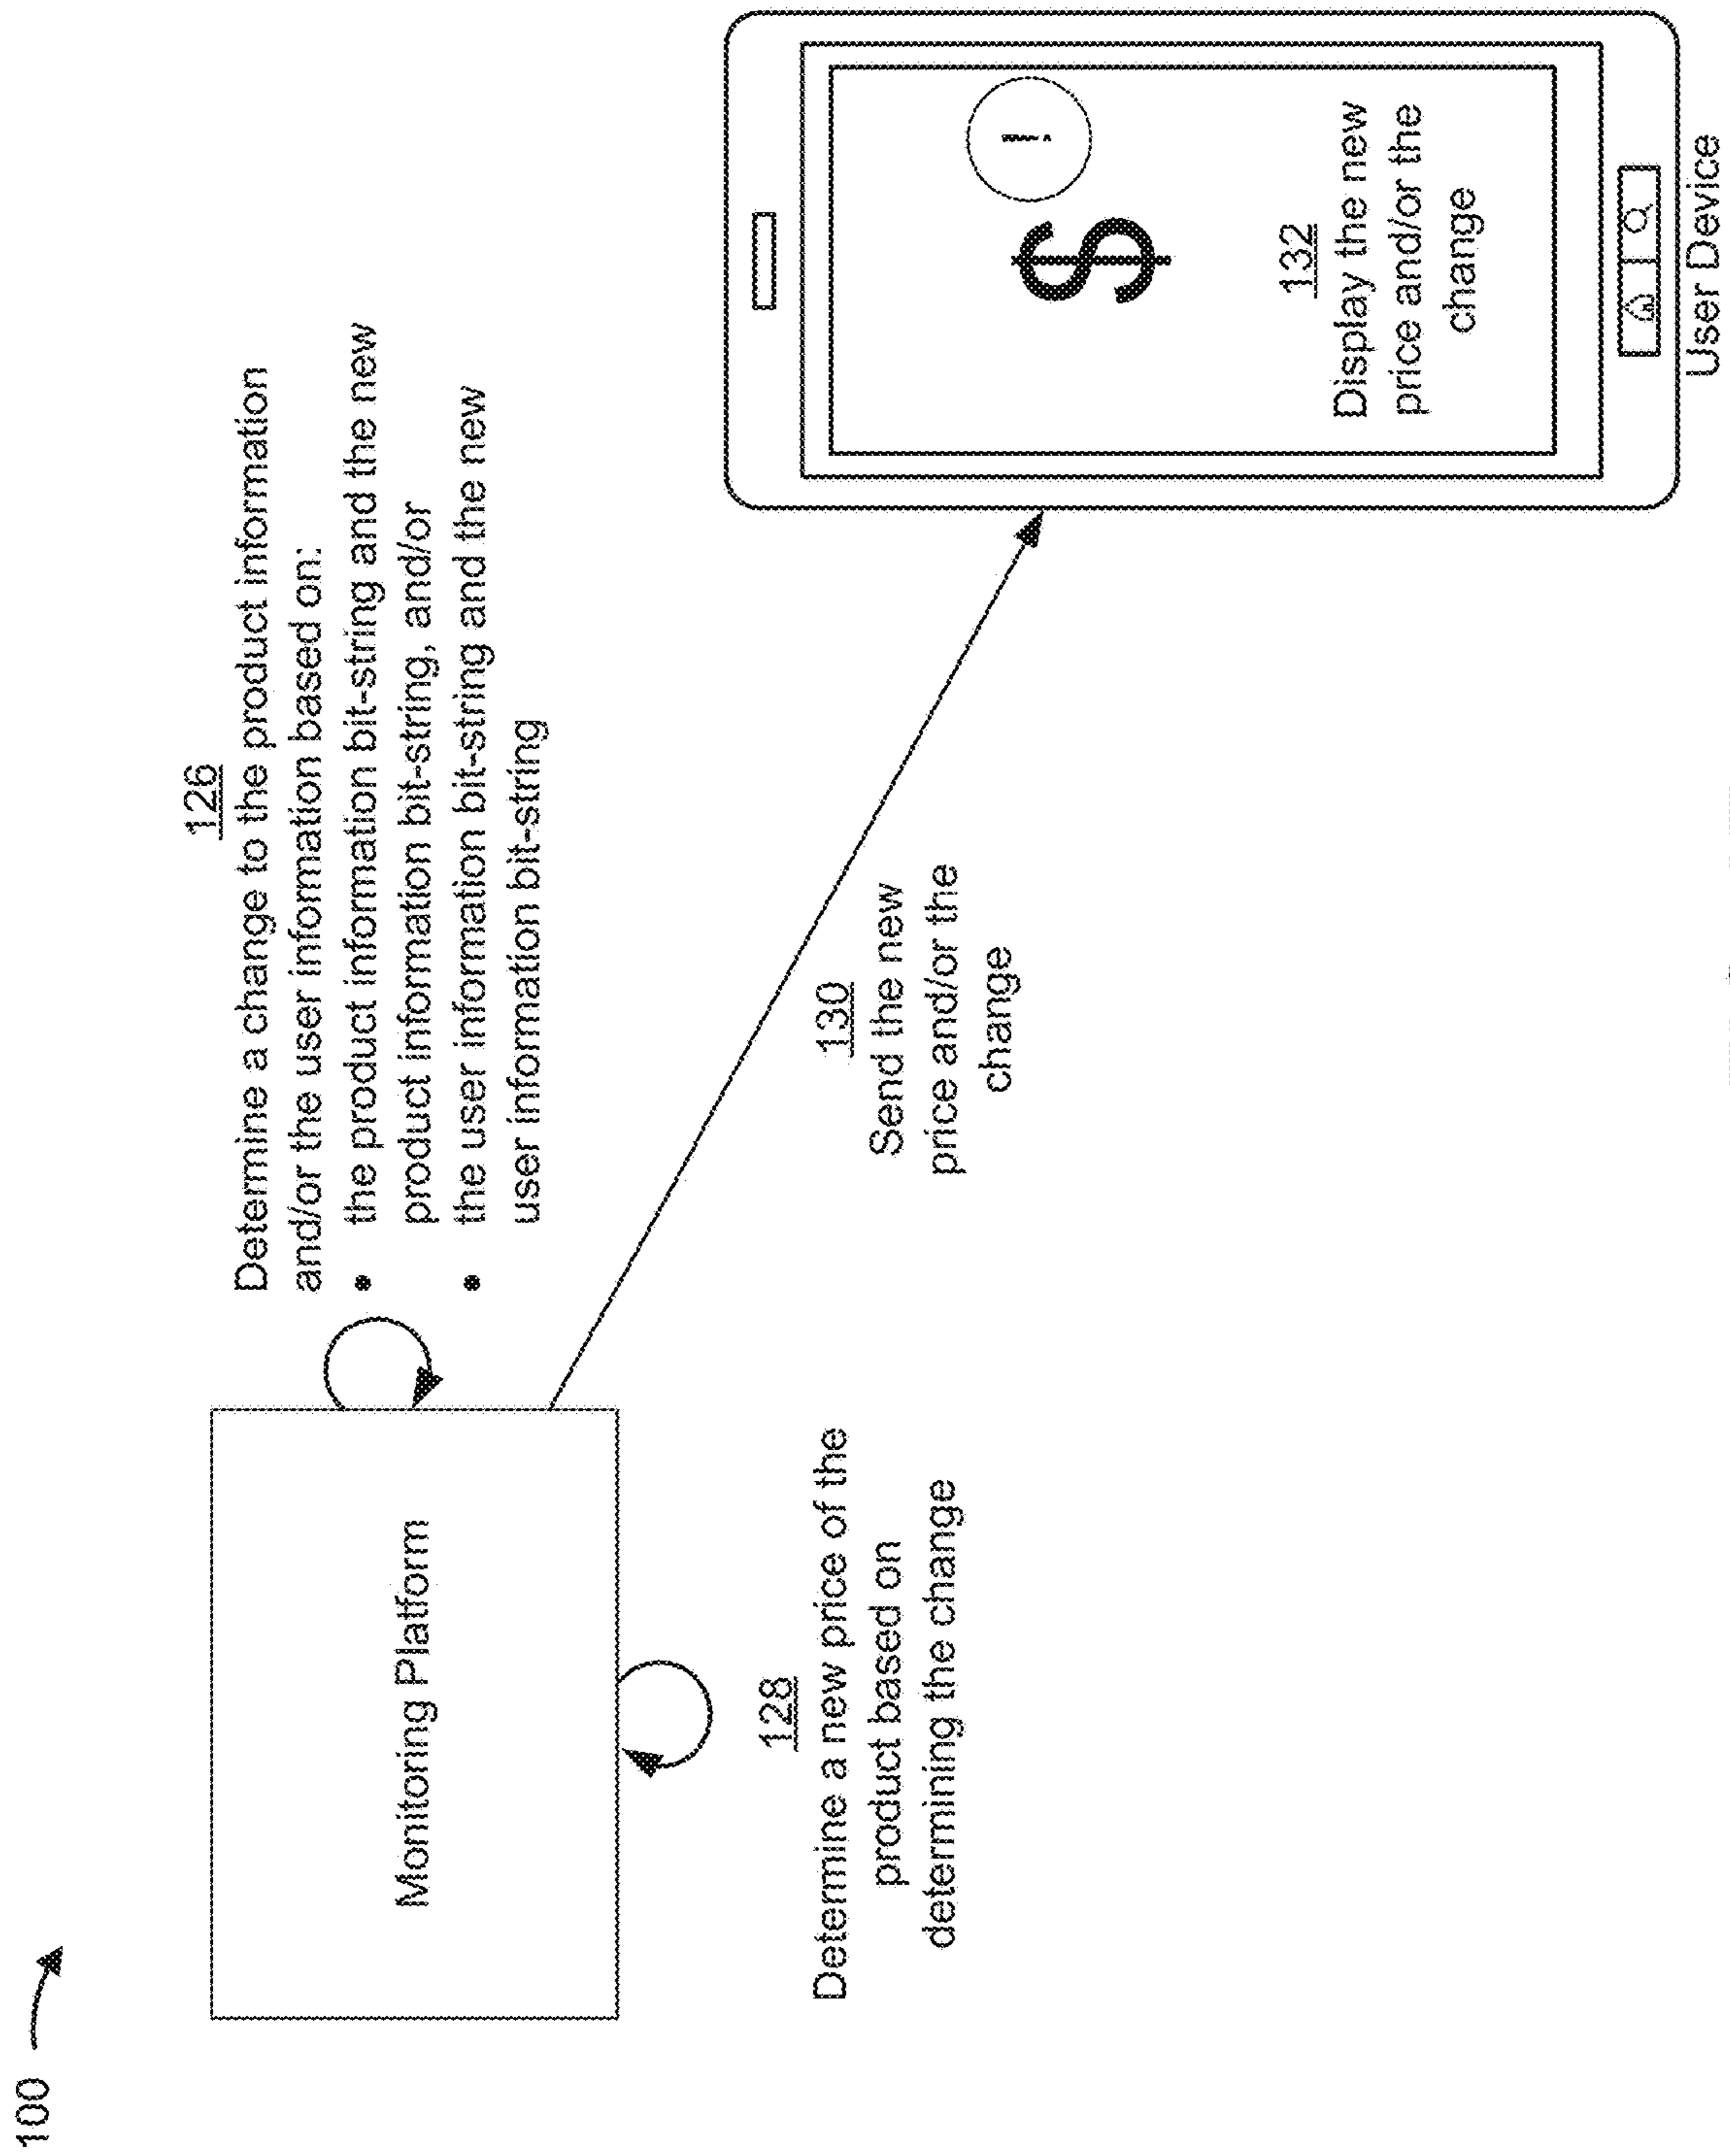 100
126
Determine a change to the product information
and/or the user information based on:
• the product information bit-string and the new
product information bit-string, and/or
• the user information bit-string and the new
user information bit-string
Monitoring Platform
128
Determine a new price of the
product based on
determining the change
130
Send the new
price and/or the
change
$ !
132
Display the new
price and/or the
change
User Device